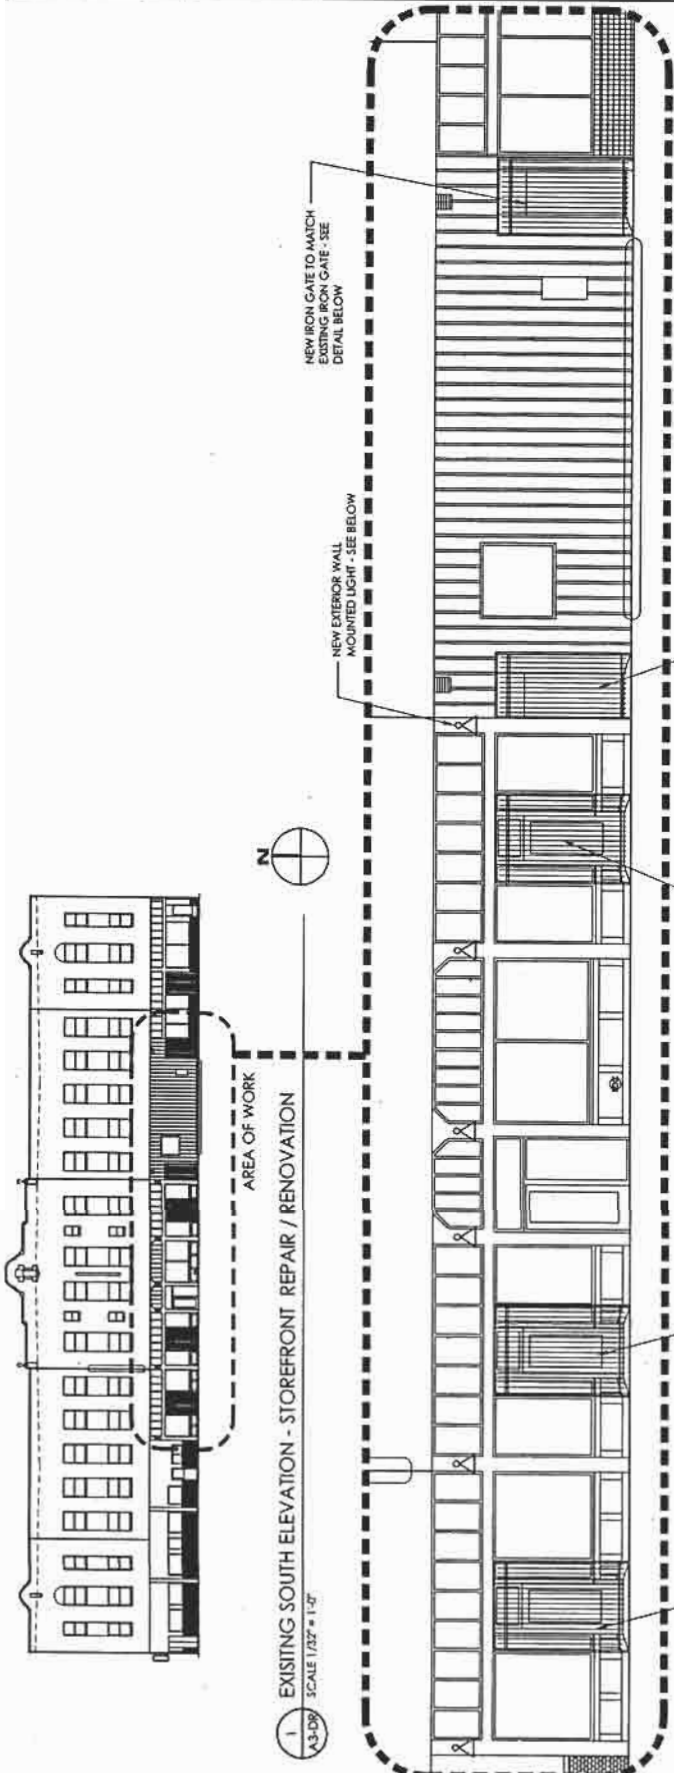 NEW IRON GATE TO MATCH
EXISTING IRON GATE - SEE
DETAIL BELOW
NEW EXTERIOR WALL
MOUNTED LIGHT - SEE BELOW
N
AREA OF WORK
1
A3-DR
EXISITNG SOUTH ELEVATION - STOREFRONT REPAIR / RENOVATION
SCALE 1/32" = 1'-0"